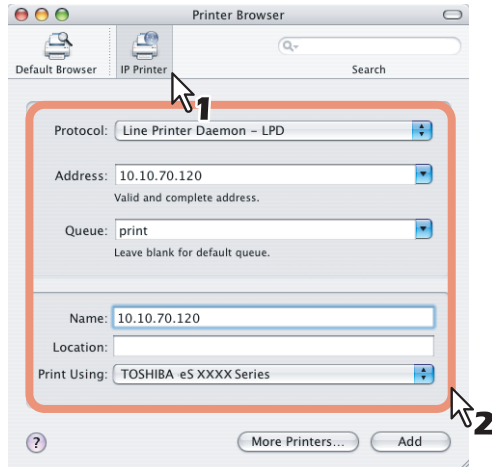 Printer Browser
Default Browser
IP Printer
Search
1
Protocol: Line Printer Daemon – LPD
Address: 10.10.70.120
Valid and complete address.
Queue: print
Leave blank for default queue.
Name: 10.10.70.120
Location:
Print Using: TOSHIBA eS XXXX Series
2
?
More Printers...
Add